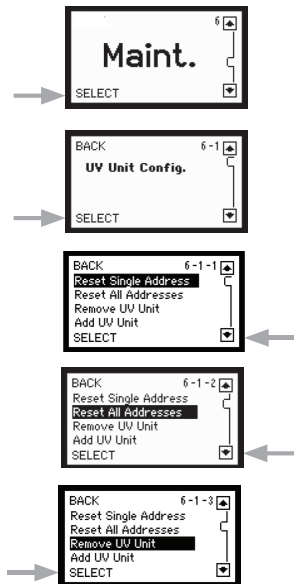 6
Maint.
SELECT
BACK 6-1
UV Unit Config.
SELECT
BACK 6-1-1
Reset Single Address
Reset All Addresses
Remove UV Unit
Add UV Unit
SELECT
BACK 6-1-2
Reset Single Address
Reset All Addresses
Remove UV Unit
Add UV Unit
SELECT
BACK 6-1-3
Reset Single Address
Reset All Addresses
Remove UV Unit
Add UV Unit
SELECT